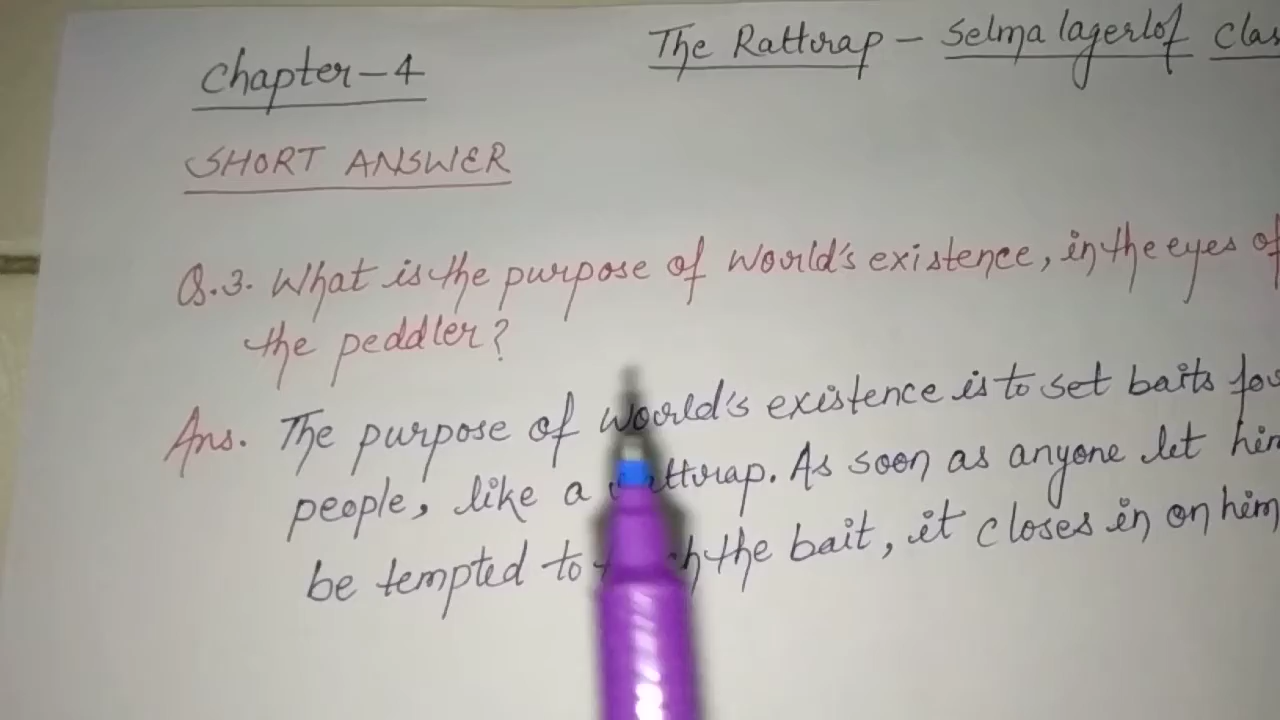 Chapter-4
The Rattrap - Selma lagerlof
SHORT ANSWER
Q.3. What is the purpose of world's existence, in the eyes of
the peddler?
Ans. The purpose of world's existence is to set baits
people, like a rattrap. As soon as anyone let
be tempted to the bait, it closes in on him